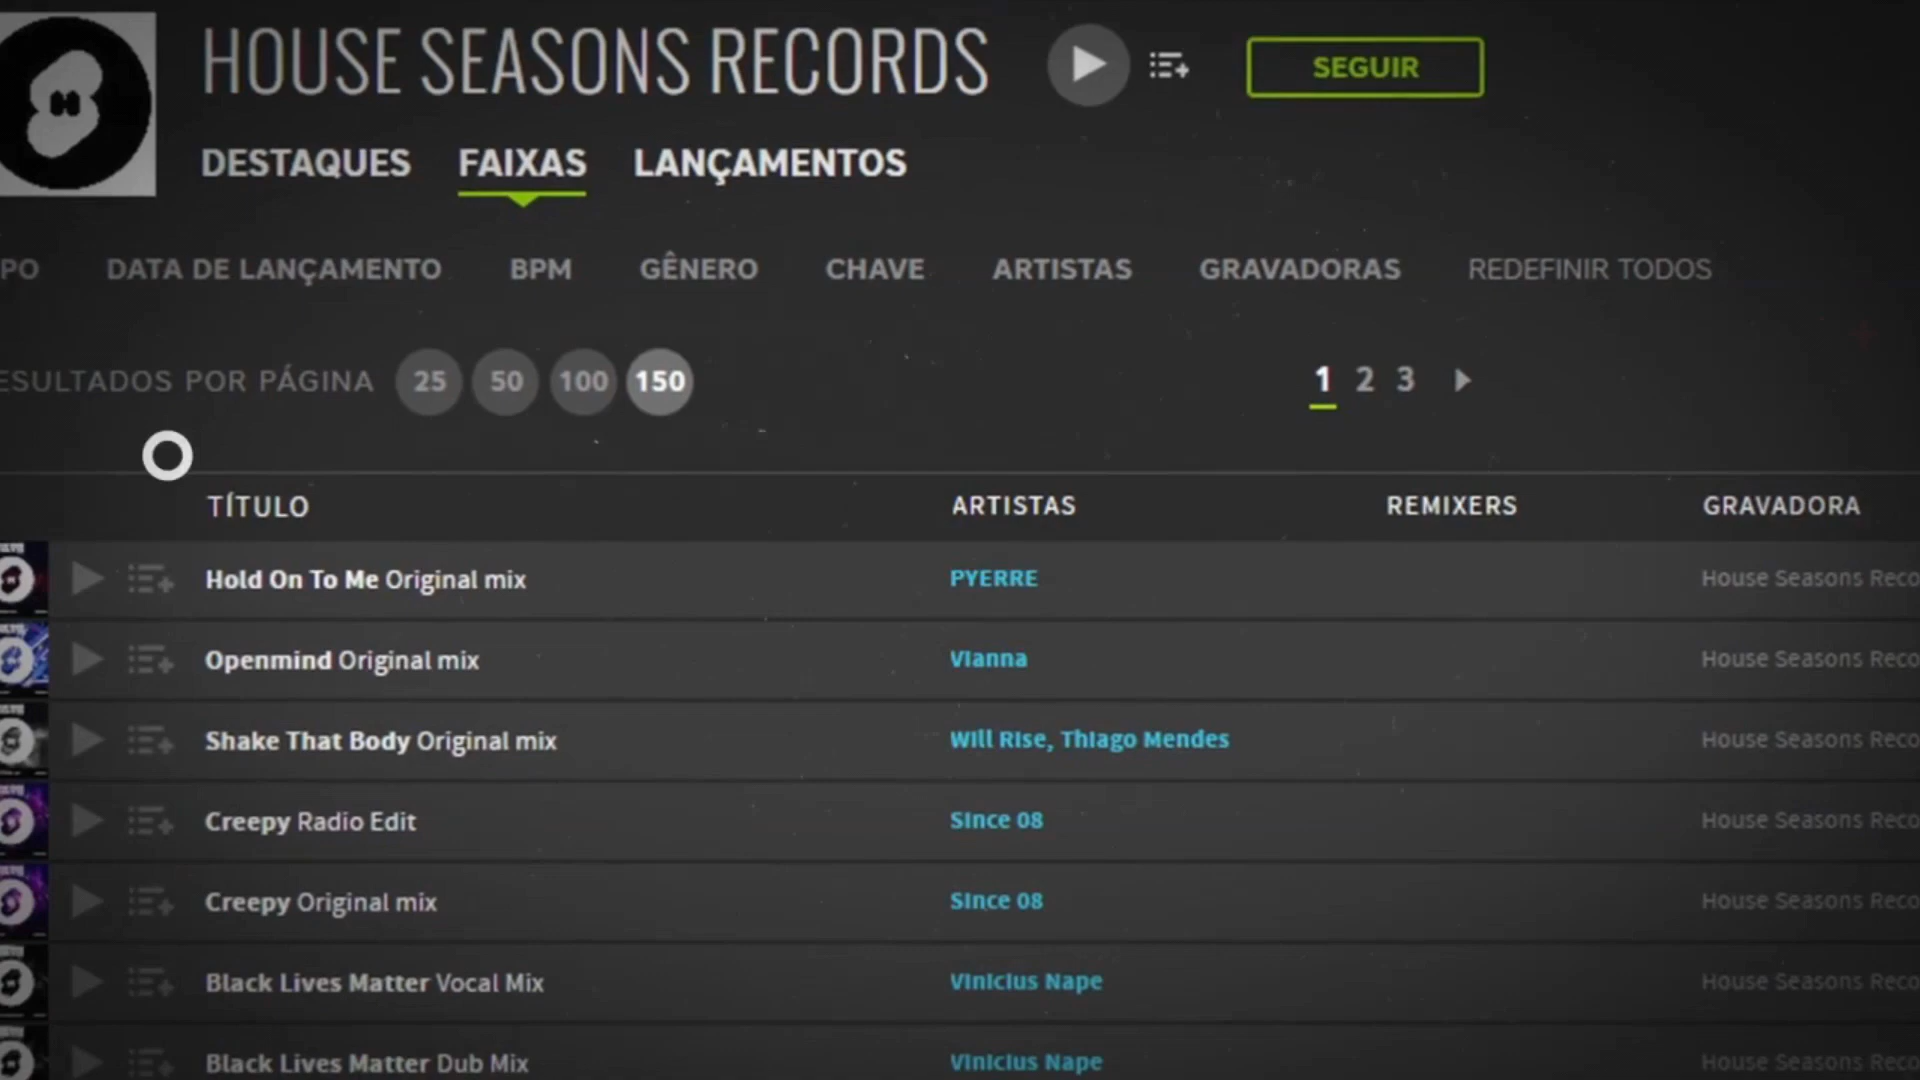 HOUSE SEASONS RECORDS
SEGUIR
DESTAQUES FAIXAS LANÇAMENTOS
PO DATA DE LANÇAMENTO BPM GÊNERO CHAVE ARTISTAS GRAVADORAS REDEFINIR TODOS
ESULTADOS POR PÁGINA 25 50 100 150 1 2 3
TÍTULO ARTISTAS REMIXERS GRAVADORA
Hold On To Me Original mix PYERRE House Seasons Reco
Openmind Original mix Vianna House Seasons Reco
Shake That Body Original mix Will Rise, Thiago Mendes House Seasons Reco
Creepy Radio Edit Since 08 House Seasons Reco
Creepy Original mix Since 08 House Seasons Reco
Black Lives Matter Vocal Mix Vinicius Nape House Seasons Reco
Black Lives Matter Dub Mix Vinicius Nape House Seasons Reco